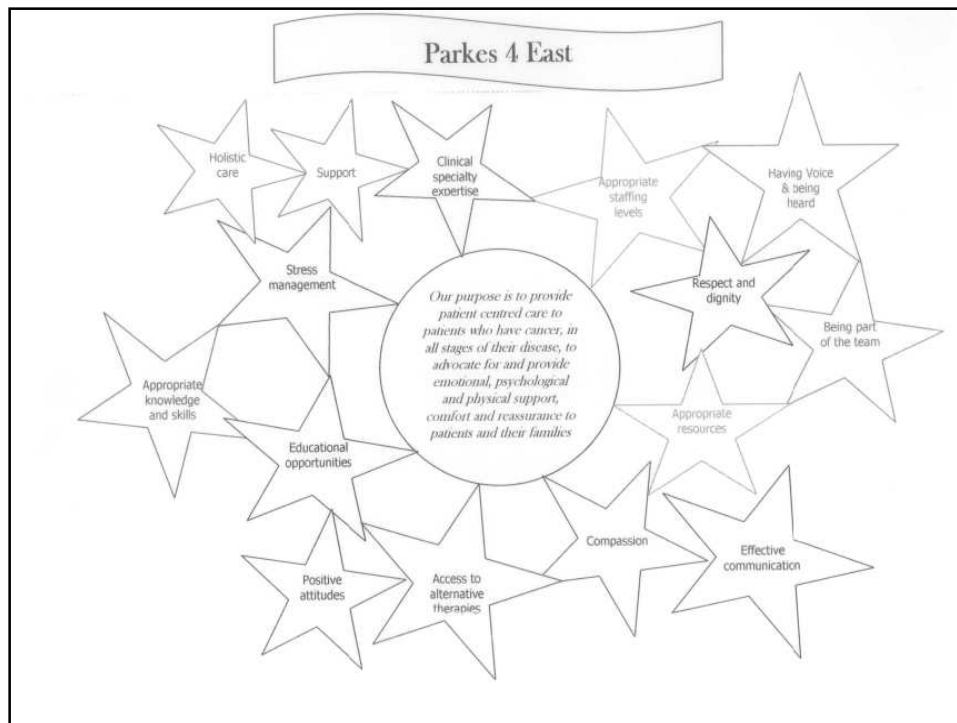 Parkes 4 East
Holistic
care
Support
Clinical
specialty
expertise
Appropriate
staffing
levels
Having Voice
& being
heard
Stress
management
Our purpose is to provide
patient centred care to
patients who have cancer, in
all stages of their disease, to
advocate for and provide
emotional, psychological
and physical support,
comfort and reassurance to
patients and their families
Respect and
dignity
Being part
of the team
Appropriate
knowledge
and skills
Educational
opportunities
Appropriate
resources
Positive
attitudes
Access to
alternative
therapies
Compassion
Effective
communication